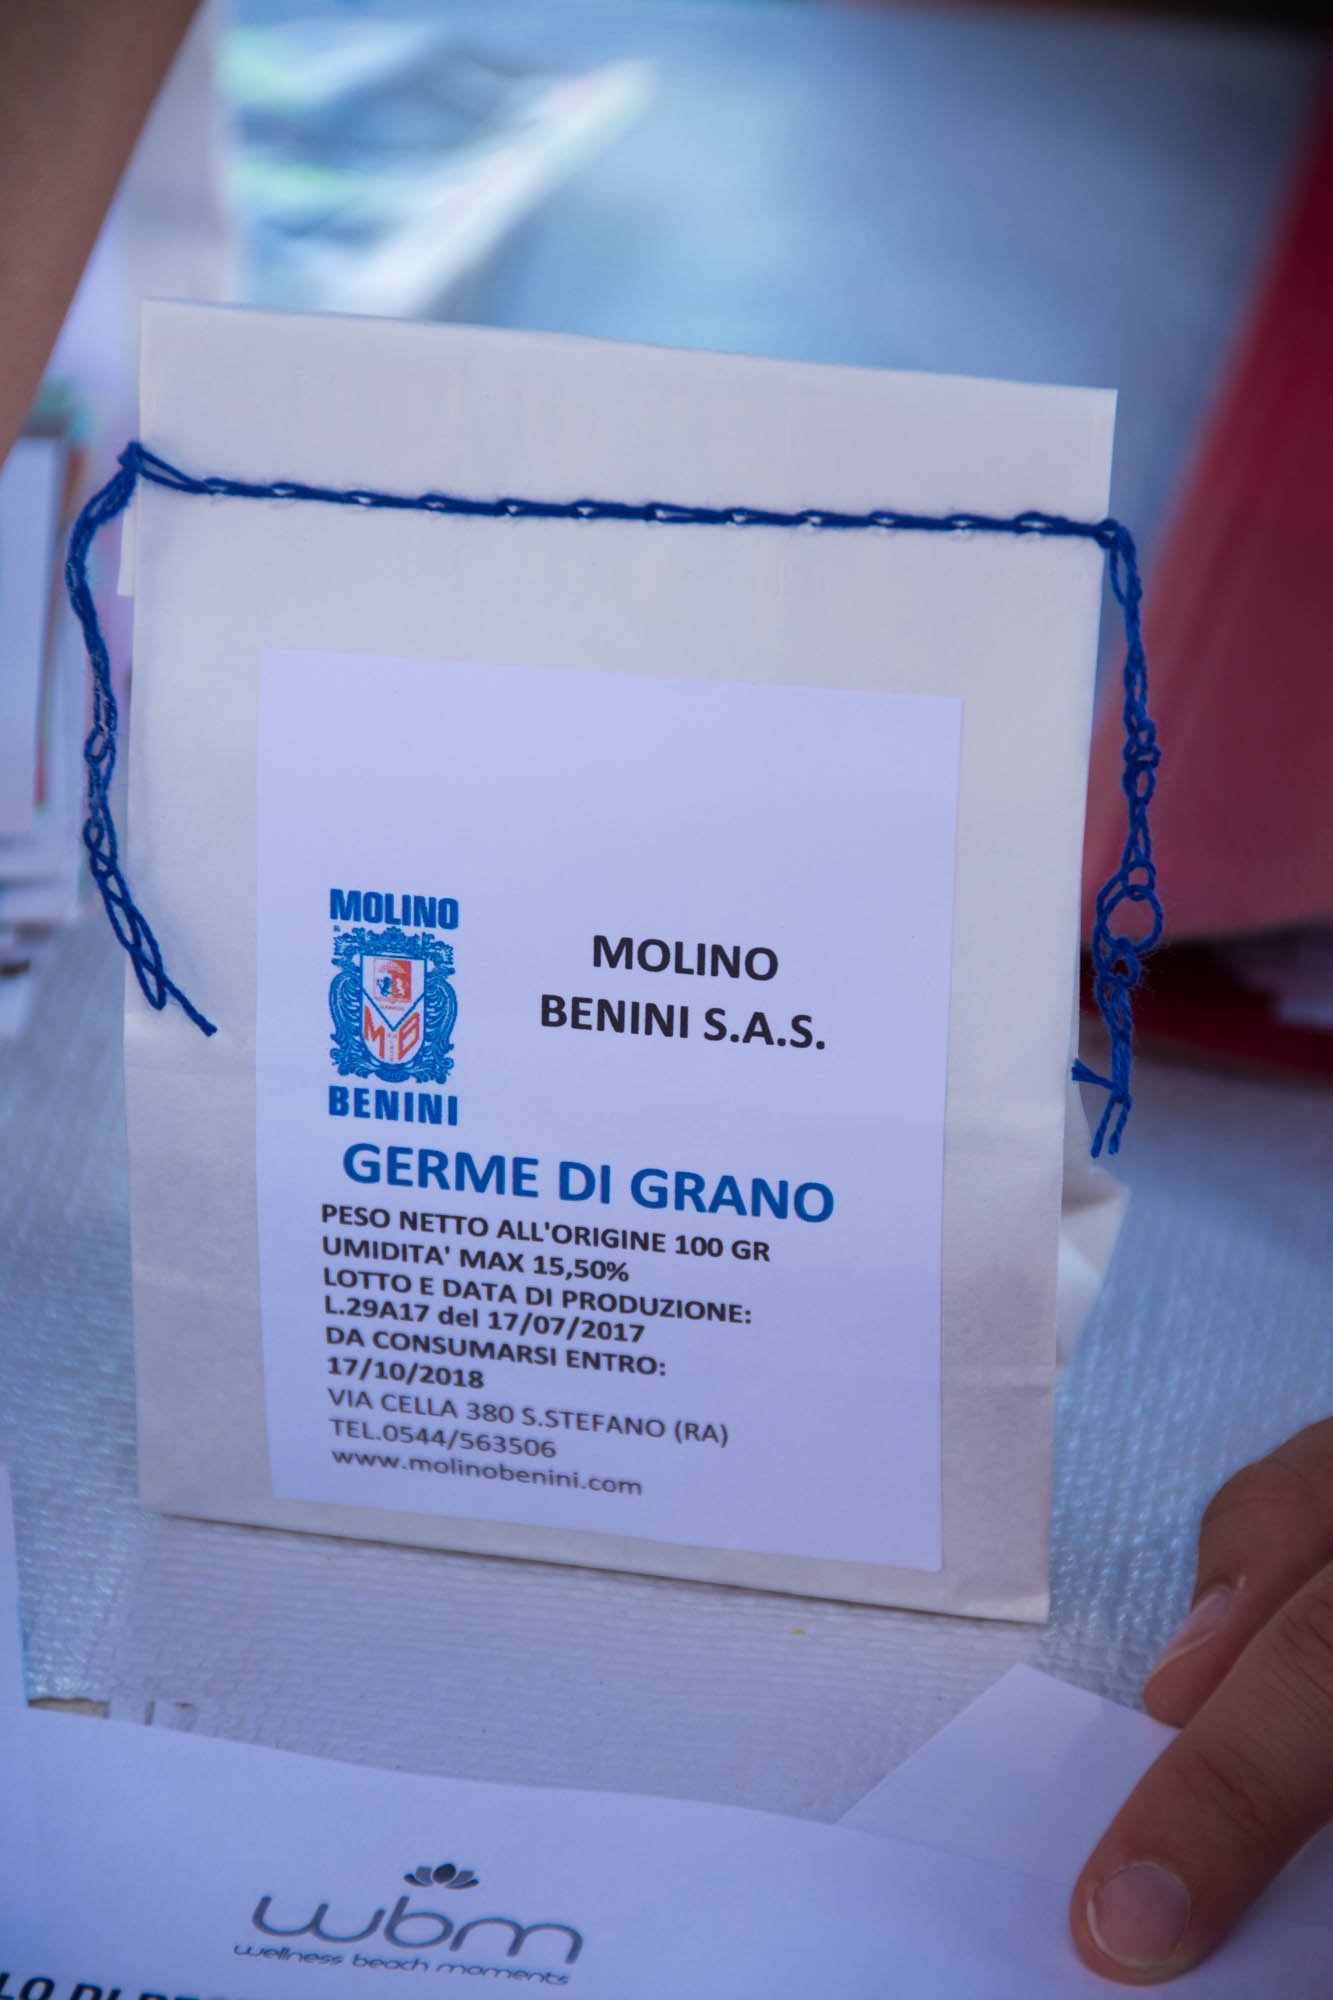 MOLINO
BENINI
MB
MOLINO
BENINI S.A.S.
GERME DI GRANO
PESO NETTO ALL'ORIGINE 100 GR
UMIDITA' MAX 15,50%
LOTTO E DATA DI PRODUZIONE:
L.29A17 del 17/07/2017
DA CONSUMARSI ENTRO:
17/10/2018
VIA CELLA 380 S.STEFANO (RA)
TEL.0544/563506
www.molinobenini.com
wbm
wellness beach moments